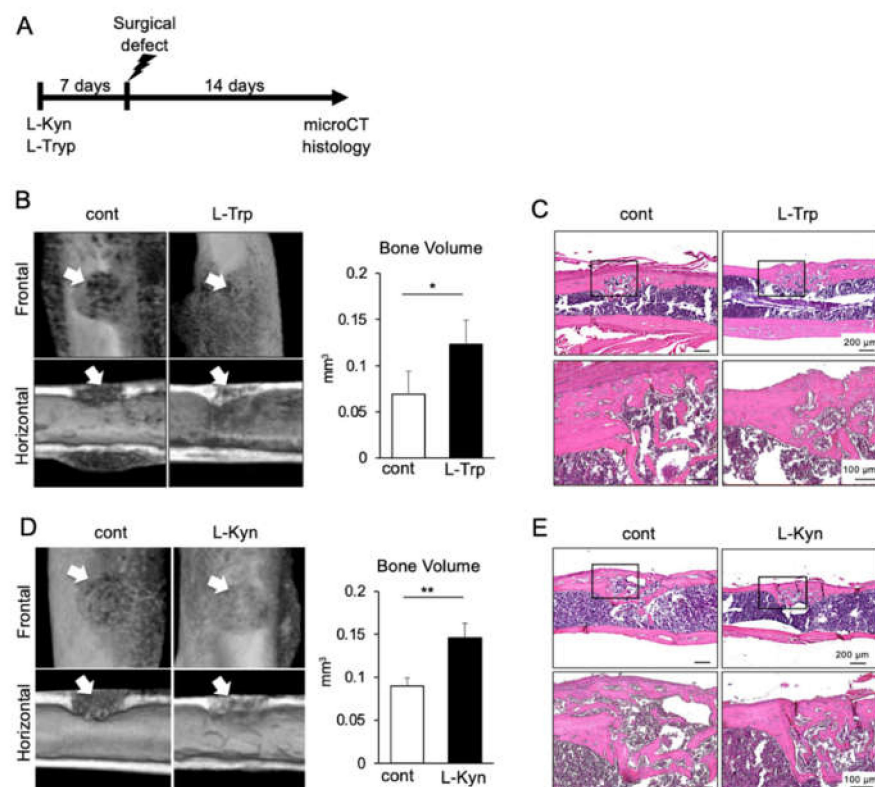 A
Surgical
defect
7 days
14 days
L-Kyn
L-Tryp
microCT
histology
B
cont
L-Trp
Frontal
Horizontal
Bone Volume
*
0.2
0.15
0.1
0.05
0
mm³
cont
L-Trp
C
cont
L-Trp
200 µm
100 µm
D
cont
L-Kyn
Frontal
Horizontal
Bone Volume
**
0.2
0.15
0.1
0.05
0
mm³
cont
L-Kyn
E
cont
L-Kyn
200 µm
100 µm